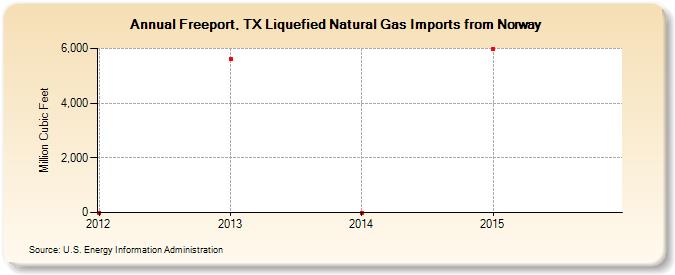 Annual Freeport, TX Liquefied Natural Gas Imports from Norway
Million Cubic Feet
6,000
4,000
2,000
0
2012 2013 2014 2015
Source: U.S. Energy Information Administration